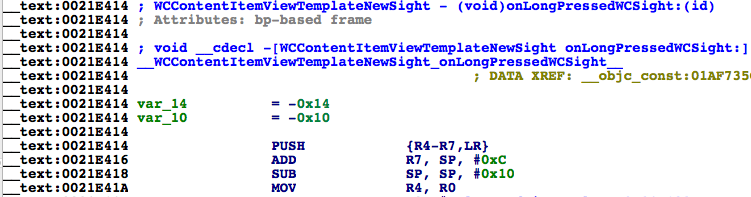 __text:0021E414 ; WCContentItemViewTemplateNewSight - (void)onLongPressedWCSight:(id)
__text:0021E414 ; Attributes: bp-based frame
__text:0021E414
__text:0021E414 ; void __cdecl -[WCContentItemViewTemplateNewSight onLongPressedWCSight:]
__text:0021E414 __WCContentItemViewTemplateNewSight_onLongPressedWCSight__
__text:0021E414 ; DATA XREF: __objc_const:01AF735
__text:0021E414
__text:0021E414 var_14 = -0x14
__text:0021E414 var_10 = -0x10
__text:0021E414
__text:0021E414 PUSH {R4-R7,LR}
__text:0021E416 ADD R7, SP, #0xC
__text:0021E418 SUB SP, SP, #0x10
__text:0021E41A MOV R4, R0